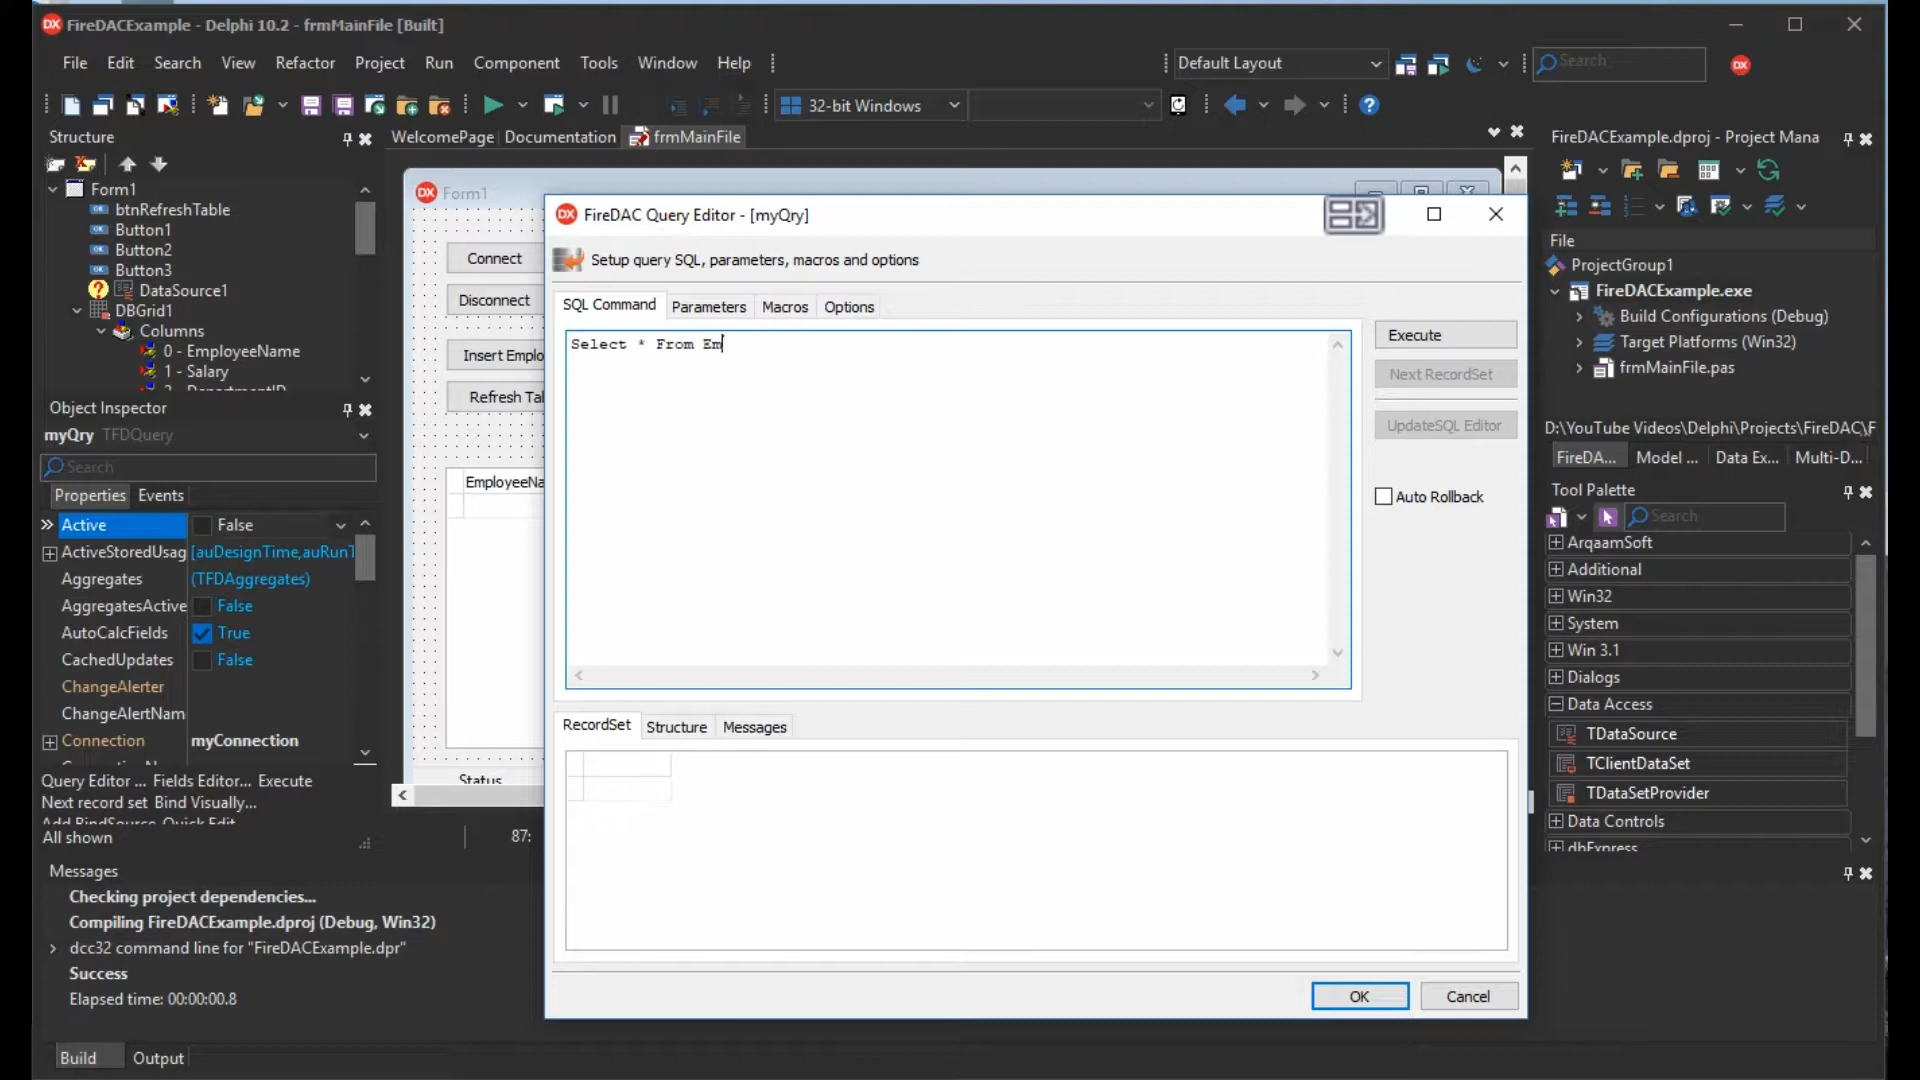 FireDACExample - Delphi 10.2 - frmMainFile [Built]
File Edit Search View Refactor Project Run Component Tools Window Help
Default Layout
Search
32-bit Windows
Structure
WelcomePage Documentation frmMainFile
FireDACExample.dproj - Project Mana
Form1
btnRefreshTable
Button1
Button2
Button3
DataSource1
DBGrid1
Columns
0 - EmployeeName
1 - Salary
2 - DepartmentID
Object Inspector
myQry TFDQuery
Search
Properties Events
Active False
ActiveStoredUsag [auDesignTime,auRunT
Aggregates (TFDAggregates)
AggregatesActive False
AutoCalcFields True
CachedUpdates False
ChangeAlerter
ChangeAlertNam
Connection myConnection
Query Editor ... Fields Editor... Execute
Next record set Bind Visually...
Add BindSource Quick Edit
All shown
Form1
Connect
Disconnect
Insert Emplo
Refresh Tal
EmployeeNa
Status
87:
FireDAC Query Editor - [myQry]
Setup query SQL, parameters, macros and options
SQL Command Parameters Macros Options
Select * From Em
Execute
Next RecordSet
UpdateSQL Editor
Auto Rollback
RecordSet Structure Messages
OK Cancel
File
ProjectGroup1
FireDACExample.exe
Build Configurations (Debug)
Target Platforms (Win32)
frmMainFile.pas
D:\YouTube Videos\Delphi\Projects\FireDAC\F
FireDA... Model ... Data Ex... Multi-D...
Tool Palette
Search
ArqaamSoft
Additional
Win32
System
Win 3.1
Dialogs
Data Access
TDataSource
TClientDataSet
TDataSetProvider
Data Controls
dbExpress
Messages
Checking project dependencies...
Compiling FireDACExample.dproj (Debug, Win32)
dcc32 command line for "FireDACExample.dpr"
Success
Elapsed time: 00:00:00.8
Build Output